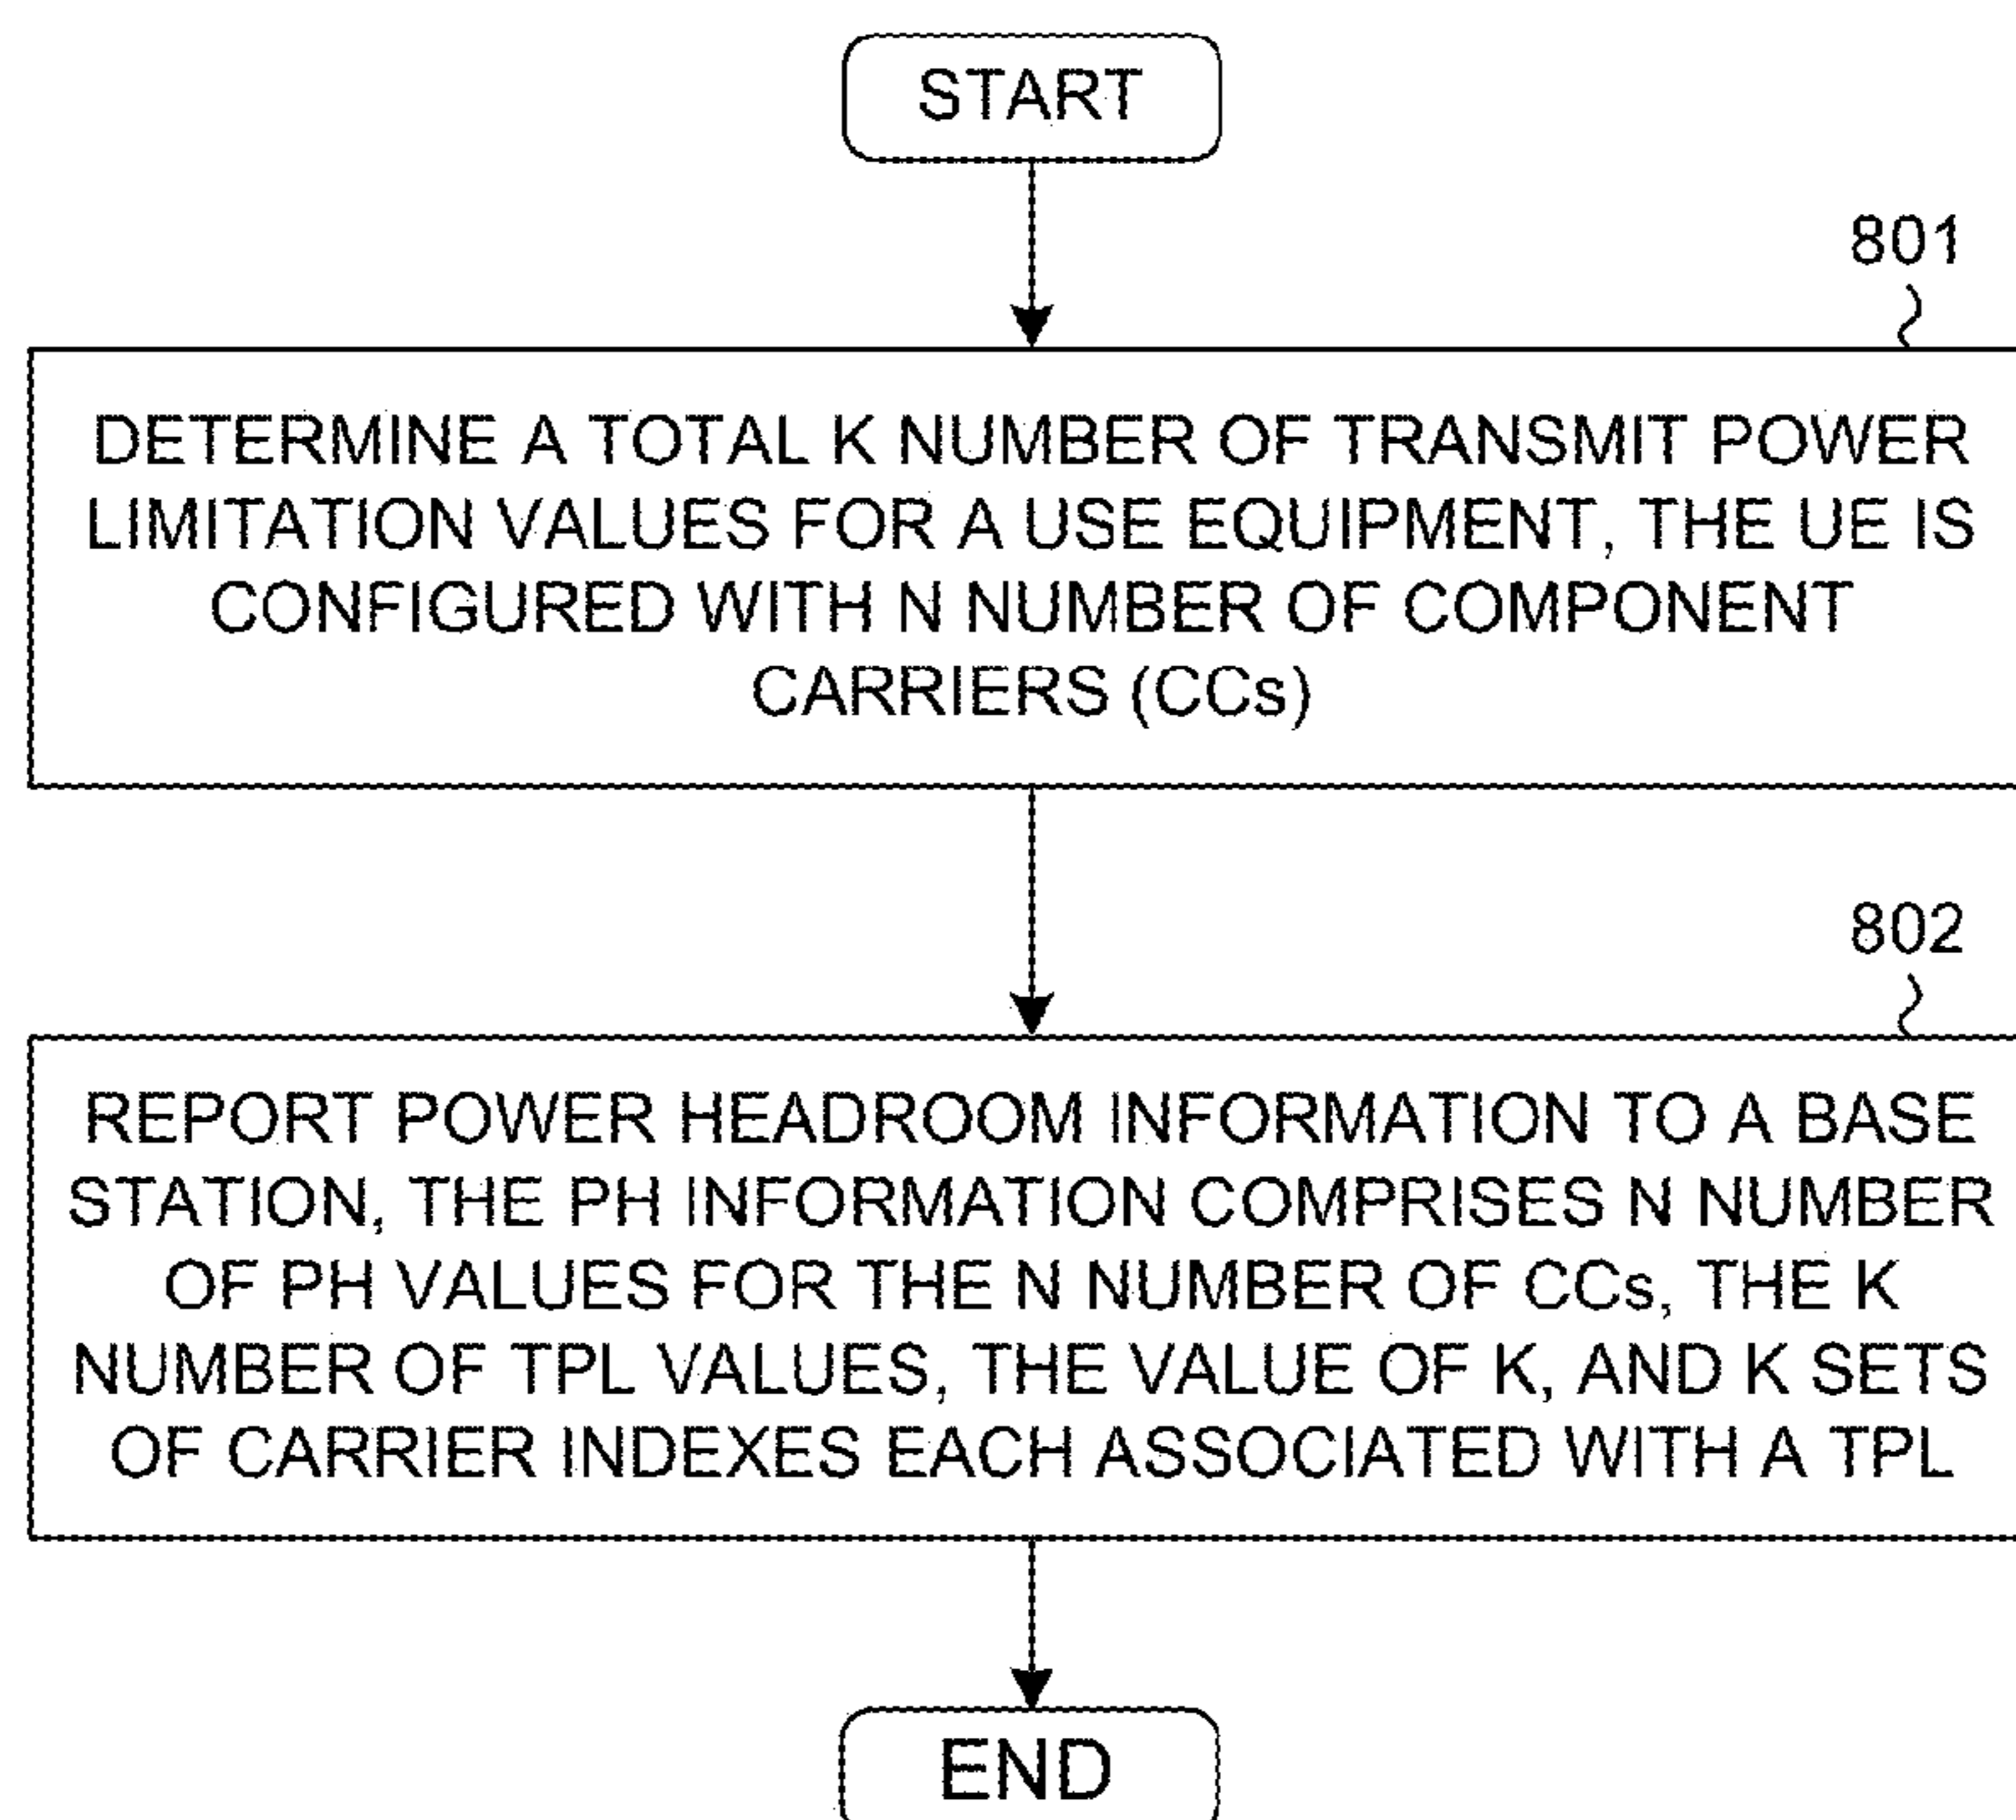 START
801
DETERMINE A TOTAL K NUMBER OF TRANSMIT POWER
LIMITATION VALUES FOR A USE EQUIPMENT, THE UE IS
CONFIGURED WITH N NUMBER OF COMPONENT
CARRIERS (CCs)
802
REPORT POWER HEADROOM INFORMATION TO A BASE
STATION, THE PH INFORMATION COMPRISES N NUMBER
OF PH VALUES FOR THE N NUMBER OF CCs, THE K
NUMBER OF TPL VALUES, THE VALUE OF K, AND K SETS
OF CARRIER INDEXES EACH ASSOCIATED WITH A TPL
END